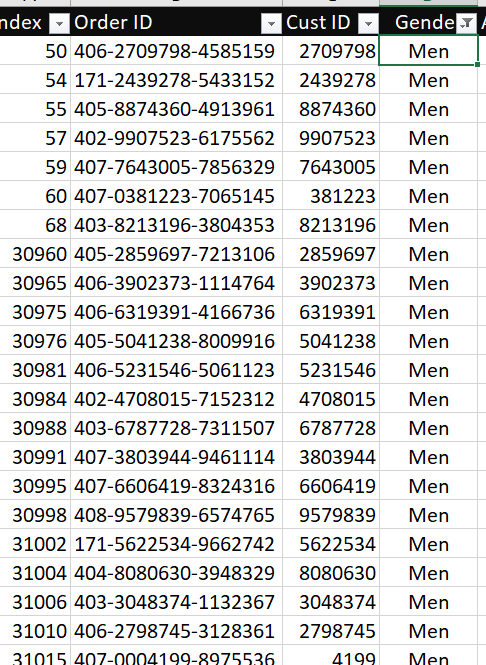 ndex Order ID Cust ID Gende
50 406-2709798-4585159 2709798 Men
54 171-2439278-5433152 2439278 Men
55 405-8874360-4913961 8874360 Men
57 402-9907523-6175562 9907523 Men
59 407-7643005-7856329 7643005 Men
60 407-0381223-7065145 381223 Men
68 403-8213196-3804353 8213196 Men
30960 405-2859697-7213106 2859697 Men
30965 406-3902373-1114764 3902373 Men
30975 406-6319391-4166736 6319391 Men
30976 405-5041238-8009916 5041238 Men
30981 406-5231546-5061123 5231546 Men
30984 402-4708015-7152312 4708015 Men
30988 403-6787728-7311507 6787728 Men
30991 407-3803944-9461114 3803944 Men
30995 407-6606419-8324316 6606419 Men
30998 408-9579839-6574765 9579839 Men
31002 171-5622534-9662742 5622534 Men
31004 404-8080630-3948329 8080630 Men
31006 403-3048374-1132367 3048374 Men
31010 406-2798745-3128361 2798745 Men
31015 407-0004199-8975536 4199 Men